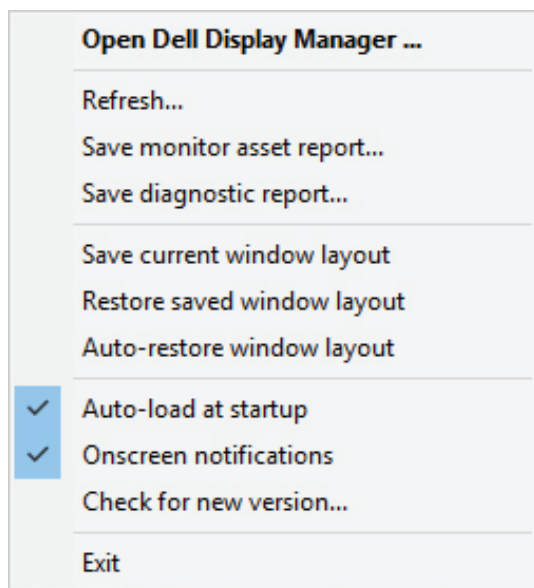 Open Dell Display Manager ...
Refresh...
Save monitor asset report...
Save diagnostic report...
Save current window layout
Restore saved window layout
Auto-restore window layout
Auto-load at startup
Onscreen notifications
Check for new version...
Exit